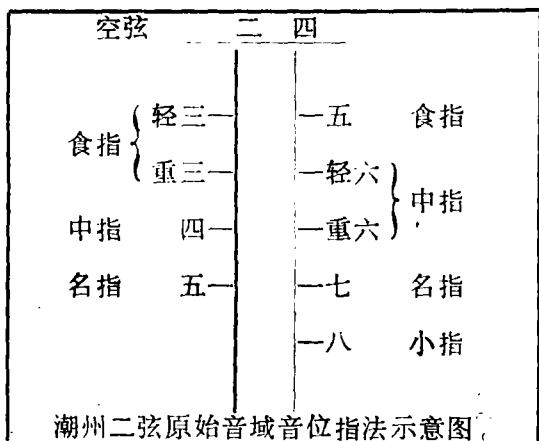 空弦 二 四
轻三 五 食指
食指
重三 轻六
中指
中指 四 重六
名指 五 七 名指
八 小指
潮州二弦原始音域音位指法示意图